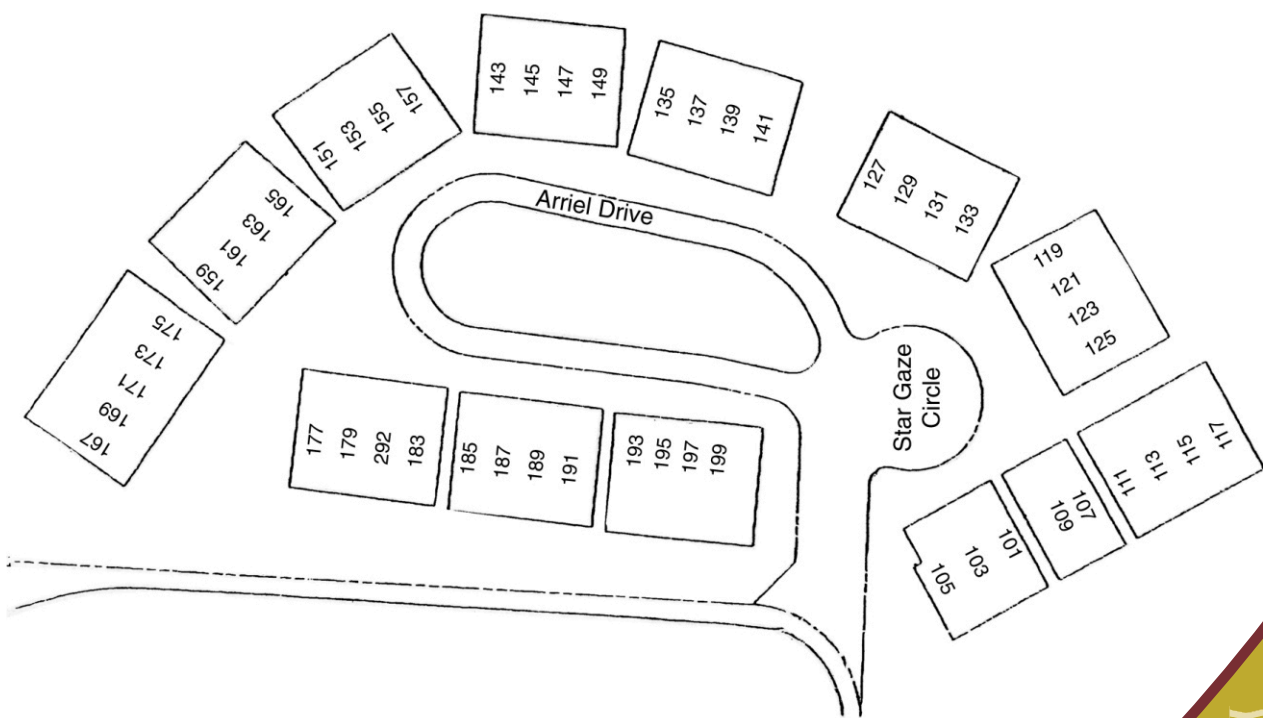 143 145 147 149
135 137 139 141
151 153 155 157
127 129 131 133
159 161 163 165
Arriel Drive
119
121
123
125
167 169 171 173 175
Star Gaze
Circle
177 179 292 183
185 187 189 191
193 195 197 199
111 113 115 117
109 107
105 103 101